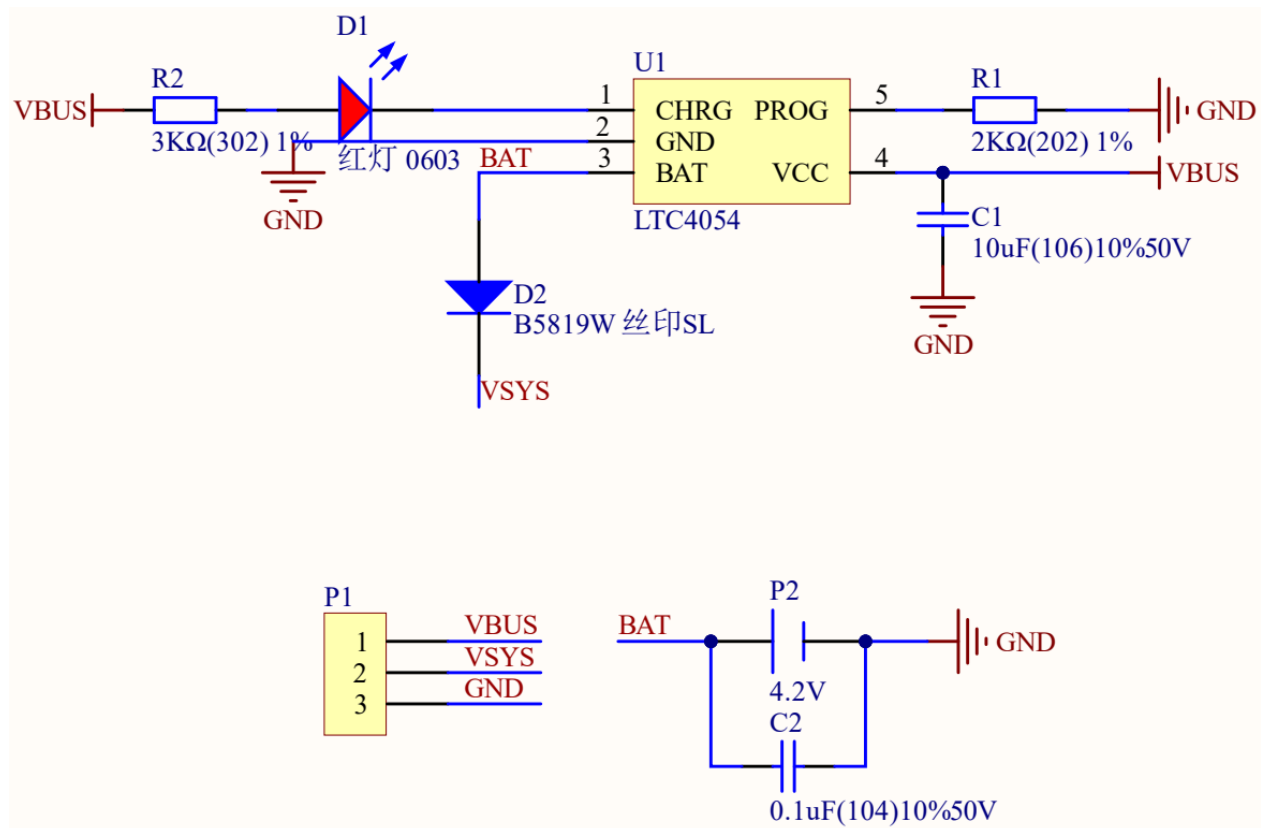 D1
R2
VBUS
3KΩ(302) 1%
红灯 0603
GND
BAT
U1
1
2
3
CHRG
GND
BAT
PROG
VCC
5
4
LTC4054
R1
2KΩ(202) 1%
GND
VBUS
C1
10uF(106)10%50V
GND
D2
B5819W 丝印SL
VSYS
P1
1
2
3
VBUS
VSYS
GND
BAT
P2
4.2V
GND
C2
0.1uF(104)10%50V